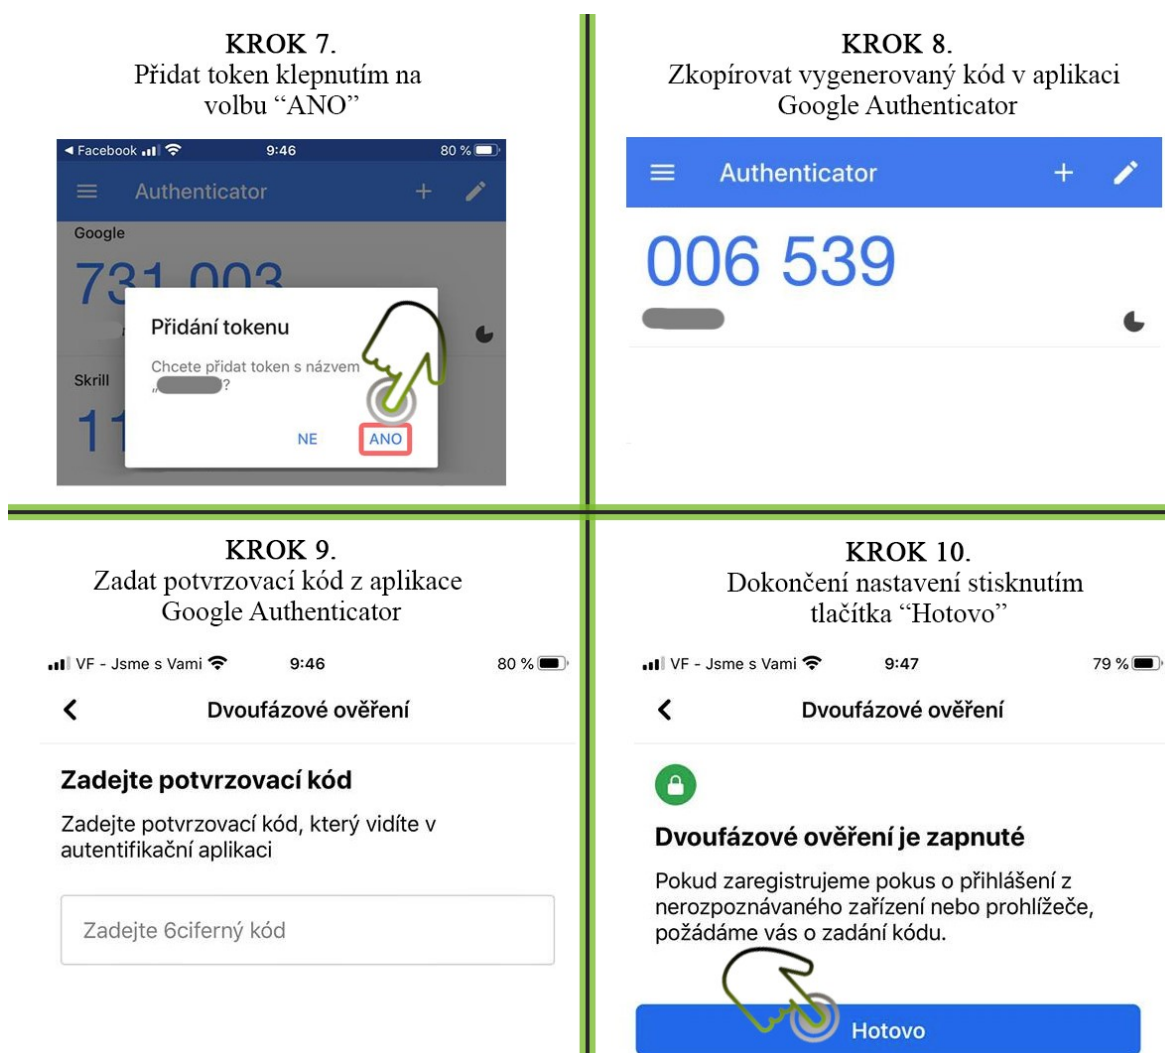 KROK 7.
Přidat token klepnutím na
volbu “ANO”
Facebook 9:46 80 %
Authenticator
Google
731 003
Přidání tokenu
Chcete přidat token s názvem
„ ?
Skrill
11
NE ANO
KROK 8.
Zkopírovat vygenerovaný kód v aplikaci
Google Authenticator
Authenticator
006 539
KROK 9.
Zadat potvrzovací kód z aplikace
Google Authenticator
VF - Jsme s Vami 9:46 80 %
Dvoufázové ověření
Zadejte potvrzovací kód
Zadejte potvrzovací kód, který vidíte v
autentifikační aplikaci
Zadejte 6ciferný kód
KROK 10.
Dokončení nastavení stisknutím
tlačítka “Hotovo”
VF - Jsme s Vami 9:47 79 %
Dvoufázové ověření
Dvoufázové ověření je zapnuté
Pokud zaregistrujeme pokus o přihlášení z
nerozpoznávaného zařízení nebo prohlížeče,
požádáme vás o zadání kódu.
Hotovo